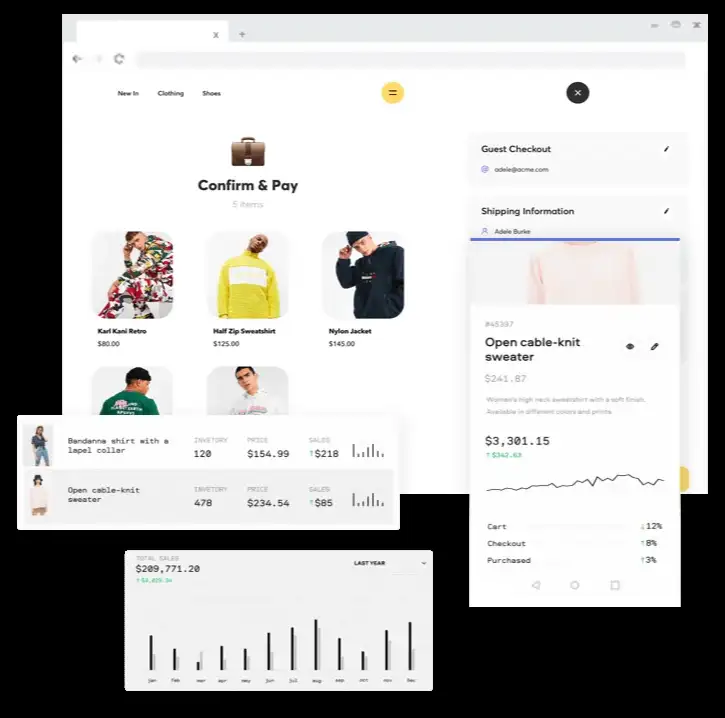 New In Clothing Shoes
Confirm & Pay
5 items
Karl Kani Retro
$80.00
Half Zip Sweatshirt
$125.00
Nylon Jacket
$145.00
Guest Checkout
adele@acme.com
Shipping Information
Adele Burke
#45397
Open cable-knit
sweater
$241.87
Women's high neck sweatshirt with a soft finish.
Available in different colors and prints
$3,301.15
↑$342.63
Cart ↓12%
Checkout ↑8%
Purchased ↑3%
Bandanna shirt with a
lapel collar
INVETORY
120
PRICE
$154.99
SALES
↑$218
Open cable-knit
sweater
INVETORY
478
PRICE
$234.54
SALES
↑$85
TOTAL SALES
$209,771.20
LAST YEAR
jan feb mar apr may jun jul aug sep oct nov Dec